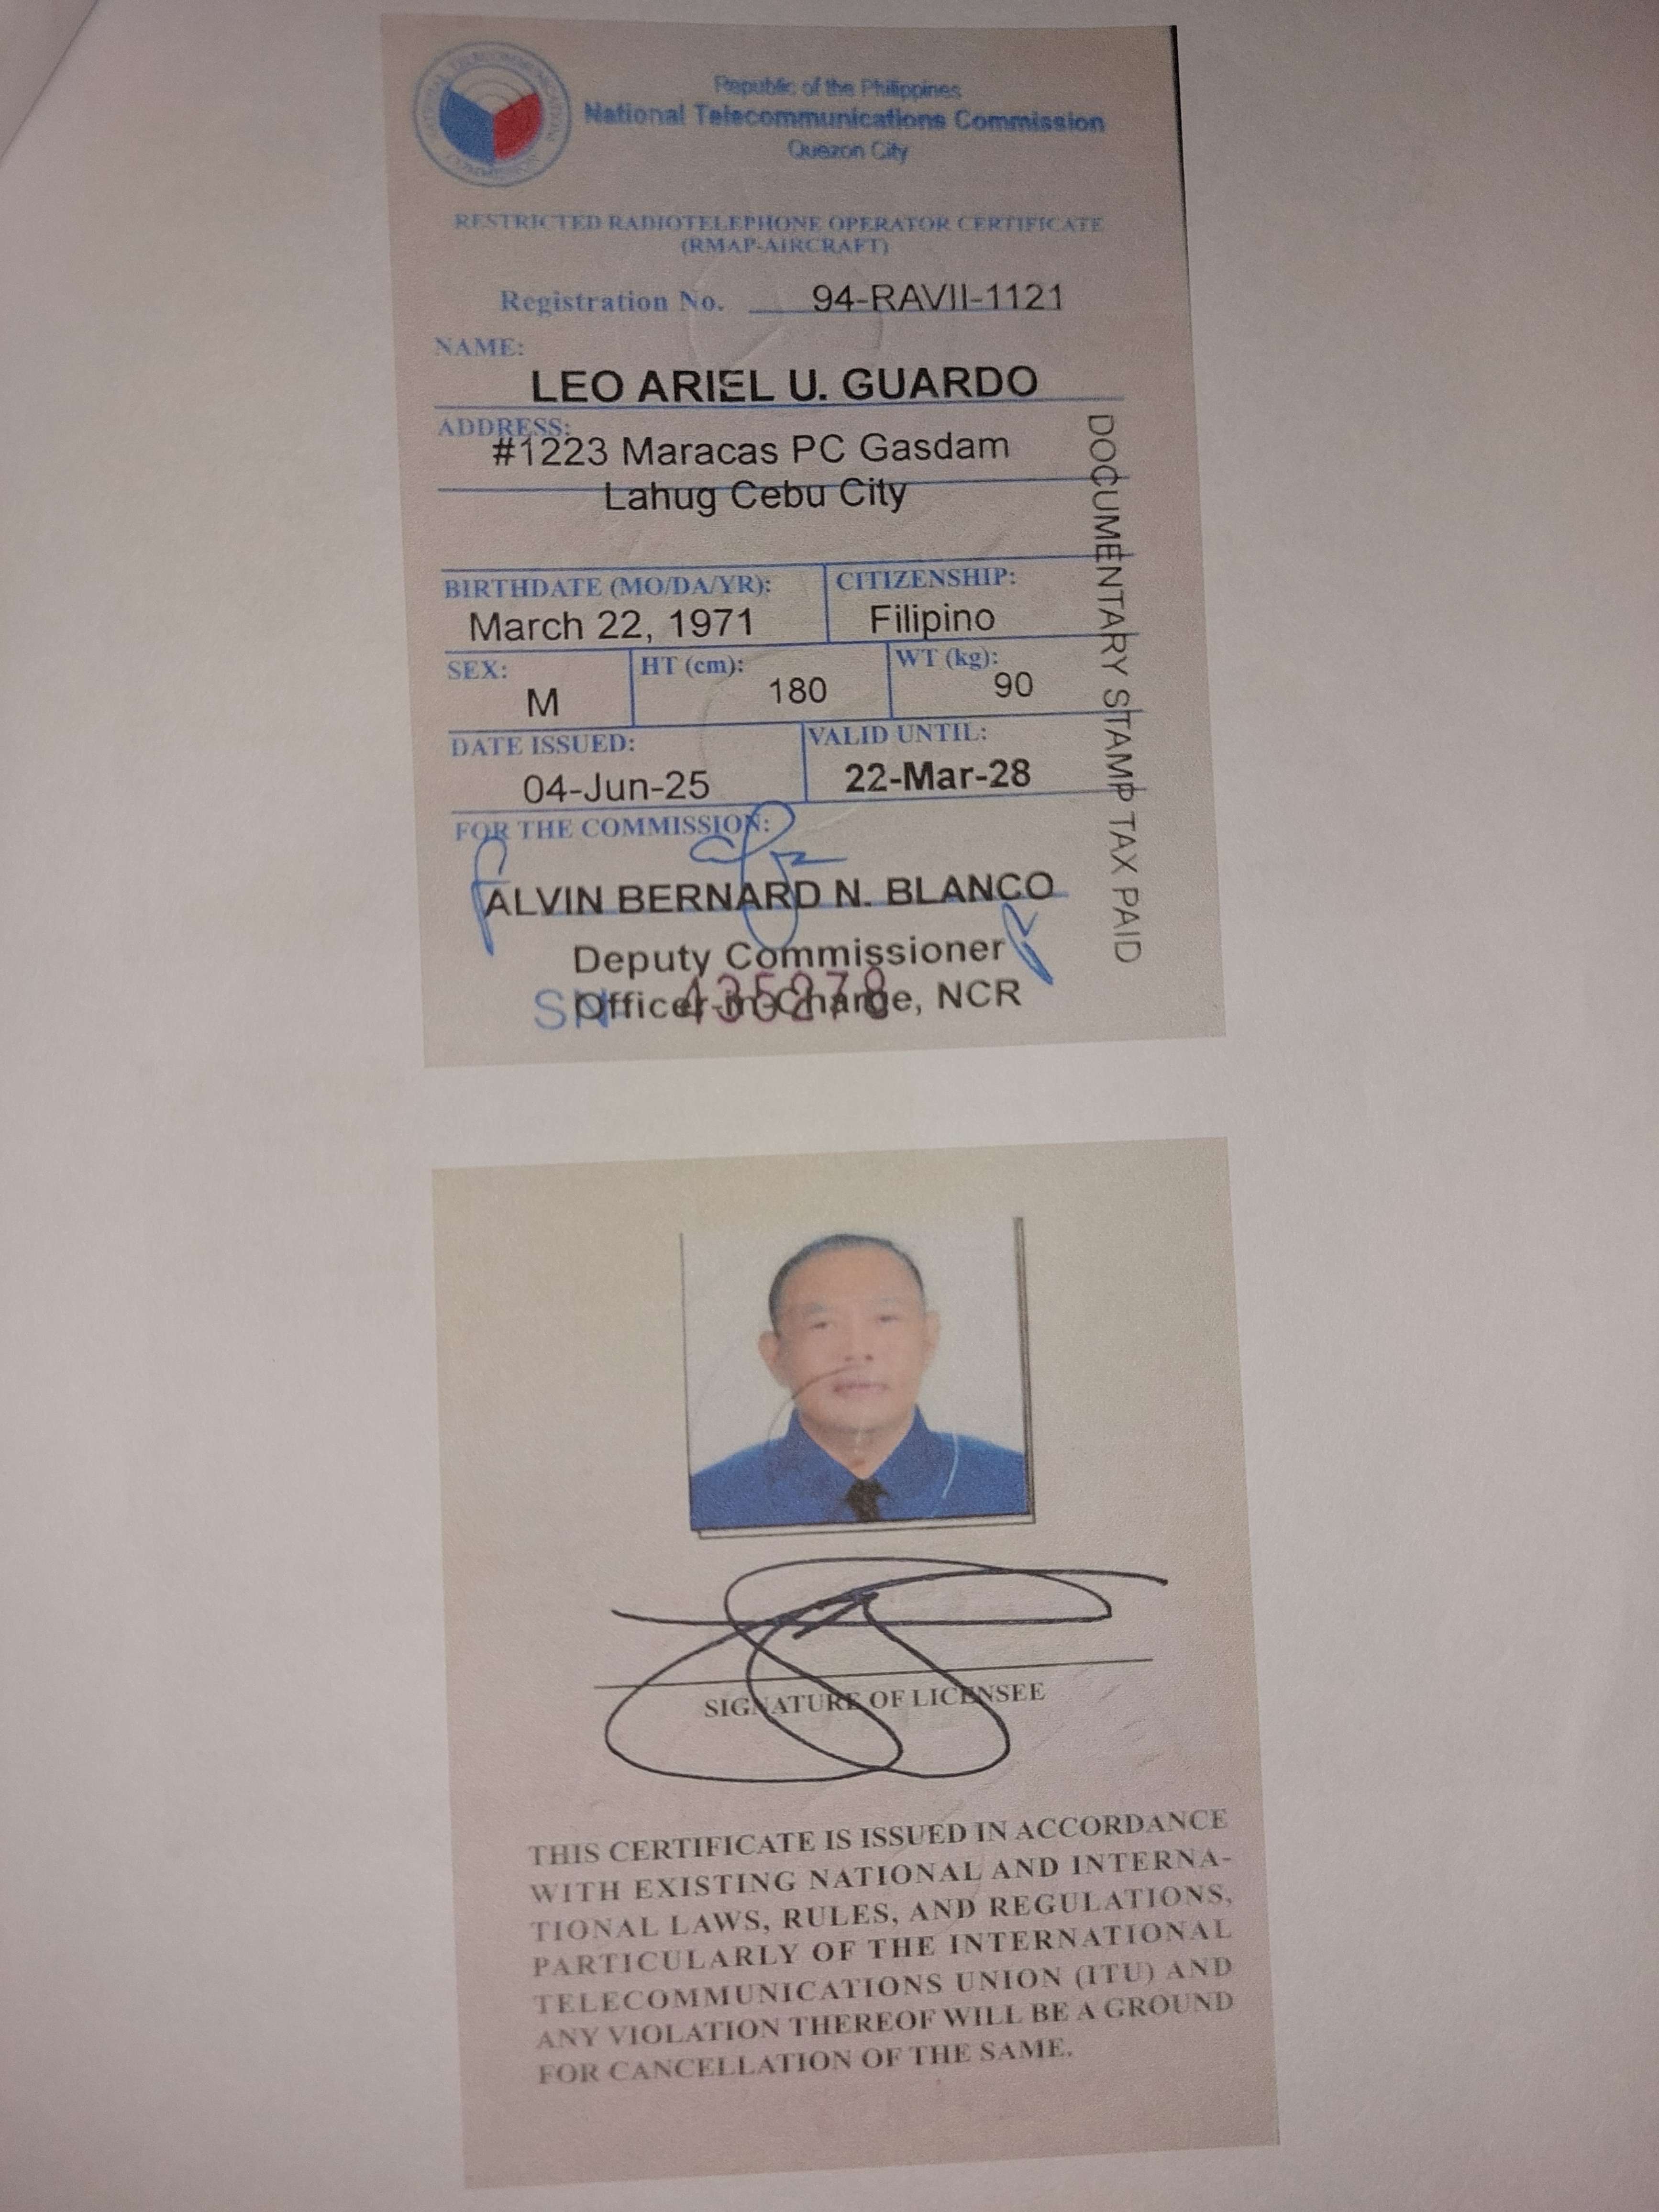 Republic of the Philippines
National Telecommunications Commission
Quezon City
RESTRICTED RADIOTELEPHONE OPERATOR CERTIFICATE
(RMAP-AIRCRAFT)
Registration No. 94-RAVII-1121
NAME:
LEO ARIEL U. GUARDO
ADDRESS:
#1223 Maracas PC Gasdam
Lahug Cebu City
BIRTHDATE (MO/DA/YR): CITIZENSHIP:
March 22, 1971 Filipino
SEX: HT (cm): WT (kg):
M 180 90
DATE ISSUED: VALID UNTIL:
04-Jun-25 22-Mar-28
FOR THE COMMISSION:
ALVIN BERNARD N. BLANCO
Deputy Commissioner
Officer-in-Charge, NCR
SN 435278
DOCUMENTARY STAMP TAX PAID
SIGNATURE OF LICENSEE
THIS CERTIFICATE IS ISSUED IN ACCORDANCE
WITH EXISTING NATIONAL AND INTERNA-
TIONAL LAWS, RULES, AND REGULATIONS,
PARTICULARLY OF THE INTERNATIONAL
TELECOMMUNICATIONS UNION (ITU) AND
ANY VIOLATION THEREOF WILL BE A GROUND
FOR CANCELLATION OF THE SAME.